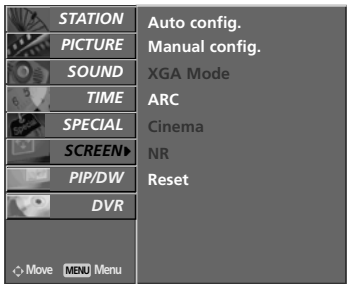 STATION
PICTURE
SOUND
TIME
SPECIAL
SCREEN
PIP/DW
DVR
Move MENU Menu
Auto config.
Manual config.
XGA Mode
ARC
Cinema
NR
Reset